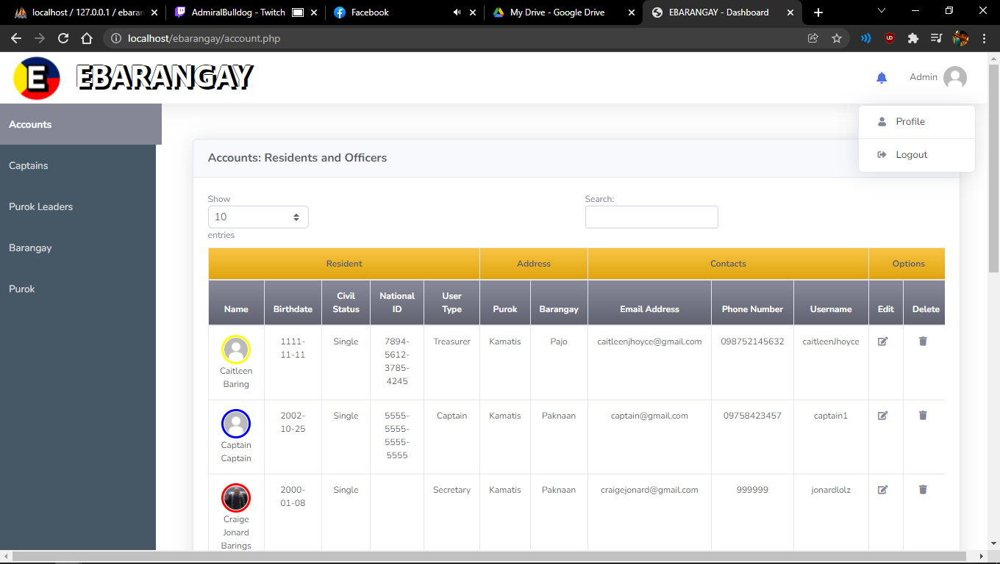 localhost / 127.0.0.1 / ebaran
AdmiralBulldog - Twitch
Facebook
My Drive - Google Drive
EBARANGAY - Dashboard
localhost/ebarangay/account.php
E EBARANGAY
Admin
Profile
Logout
Accounts
Captains
Purok Leaders
Barangay
Purok
Accounts: Residents and Officers
Show
10
entries
Search:
Resident Address Contacts Options
Name Birthdate Civil Status National ID User Type Purok Barangay Email Address Phone Number Username Edit Delete
Caitleen Baring 1111-11-11 Single 7894-5612-3785-4245 Treasurer Kamatis Pajo caitleenjhoyce@gmail.com 098752145632 caitleenJhoyce
Captain Captain 2002-10-25 Single 5555-5555-5555-5555 Captain Kamatis Paknaan captain@gmail.com 09758423457 captain1
Craige Jonard Barings 2000-01-08 Single Secretary Kamatis Paknaan craigejonard@gmail.com 999999 jonardlolz